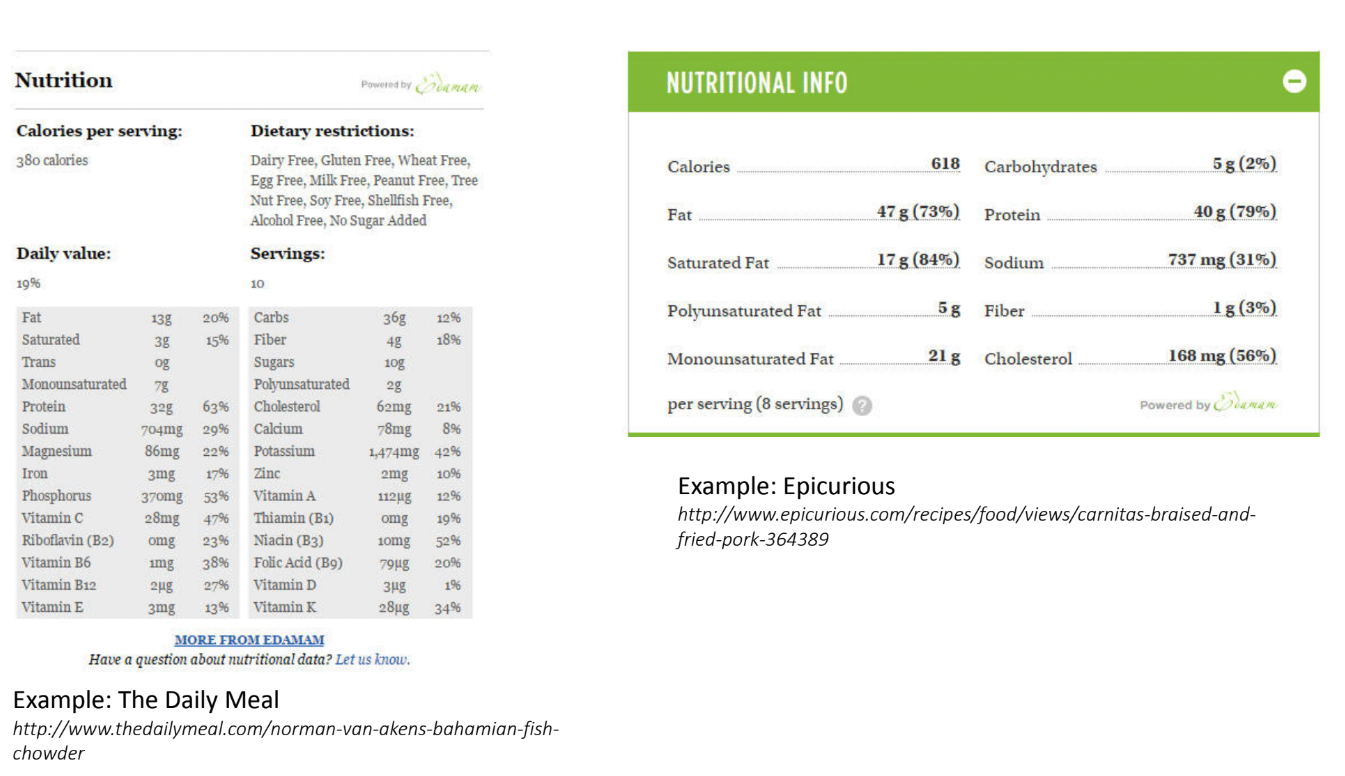 Nutrition
Powered by Edamam
Calories per serving:
380 calories
Dietary restrictions:
Dairy Free, Gluten Free, Wheat Free,
Egg Free, Milk Free, Peanut Free, Tree
Nut Free, Soy Free, Shellfish Free,
Alcohol Free, No Sugar Added
Daily value:
19%
Servings:
10
Fat 13g 20% Carbs 36g 12%
Saturated 3g 15% Fiber 4g 18%
Trans 0g Sugars 10g
Monounsaturated 7g Polyunsaturated 2g
Protein 32g 63% Cholesterol 62mg 21%
Sodium 704mg 29% Calcium 78mg 8%
Magnesium 86mg 22% Potassium 1,474mg 42%
Iron 3mg 17% Zinc 2mg 10%
Phosphorus 370mg 53% Vitamin A 112µg 12%
Vitamin C 28mg 47% Thiamin (B1) 0mg 19%
Riboflavin (B2) 0mg 23% Niacin (B3) 10mg 52%
Vitamin B6 1mg 38% Folic Acid (B9) 79µg 20%
Vitamin B12 2µg 27% Vitamin D 3µg 1%
Vitamin E 3mg 13% Vitamin K 28µg 34%
MORE FROM EDAMAM
Have a question about nutritional data? Let us know.
Example: The Daily Meal
http://www.thedailymeal.com/norman-van-akens-bahamian-fish-
chowder
NUTRITIONAL INFO
Calories 618 Carbohydrates 5 g (2%)
Fat 47 g (73%) Protein 40 g (79%)
Saturated Fat 17 g (84%) Sodium 737 mg (31%)
Polyunsaturated Fat 5 g Fiber 1 g (3%)
Monounsaturated Fat 21 g Cholesterol 168 mg (56%)
per serving (8 servings) ? Powered by Edamam
Example: Epicurious
http://www.epicurious.com/recipes/food/views/carnitas-braised-and-
fried-pork-364389